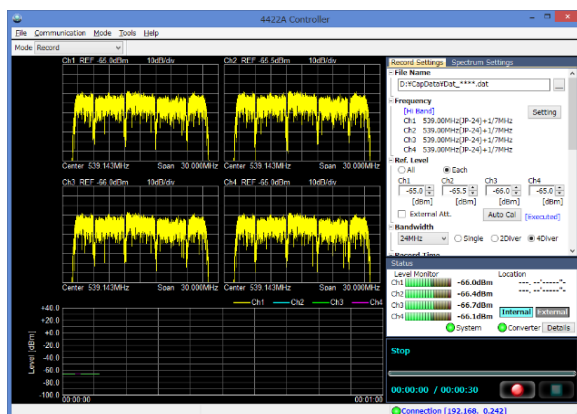 4422A Controller
File Communication Mode Tools Help
Mode Record
Ch1 REF -65.0dBm 10dB/div
Ch2 REF -65.5dBm 10dB/div
Center 539.143MHz Span 30.000MHz
Center 539.143MHz Span 30.000MHz
Ch3 REF -66.0dBm 10dB/div
Ch4 REF -65.0dBm 10dB/div
Center 539.143MHz Span 30.000MHz
Center 539.143MHz Span 30.000MHz
Ch1 Ch2 Ch3 Ch4
Level [dBm]
+40.0
+20.0
+0.0
-20.0
-40.0
-60.0
-80.0
-100.0
00:00:00 00:01:00
Record Settings Spectrum Settings
File Name
D:¥CapData¥Dat_****.dat ...
Frequency
[Hi Band] Setting
Ch1 539.00MHz(JP-24)+1/7MHz
Ch2 539.00MHz(JP-24)+1/7MHz
Ch3 539.00MHz(JP-24)+1/7MHz
Ch4 539.00MHz(JP-24)+1/7MHz
Ref. Level
All Each
Ch1 Ch2 Ch3 Ch4
-65.0 -65.5 -66.0 -65.0
[dBm] [dBm] [dBm] [dBm]
External Att. Auto Cal [executed]
Bandwidth
24MHz Single 2Diver 4Diver
Record Time
Status
Level Monitor Location
Ch1 -66.0dBm
Ch2 -66.4dBm
Ch3 -66.7dBm
Ch4 -66.1dBm
Internal External
System Converter Details
Stop
00:00:00 / 00:00:30
Connection [192.168. 0.242]